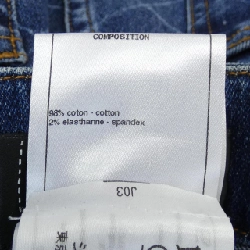 COMPOSITION
98% coton - cotton
2% elasthanne - spandex
J03